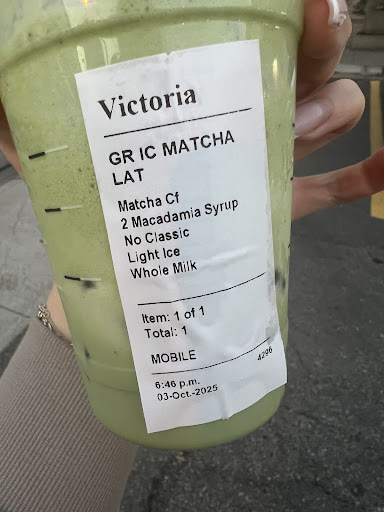 Victoria
GR IC MATCHA
LAT
Matcha Cf
2 Macadamia Syrup
No Classic
Light Ice
Whole Milk
Item: 1 of 1
Total: 1
MOBILE 4296
6:46 p.m.
03-Oct.-2025